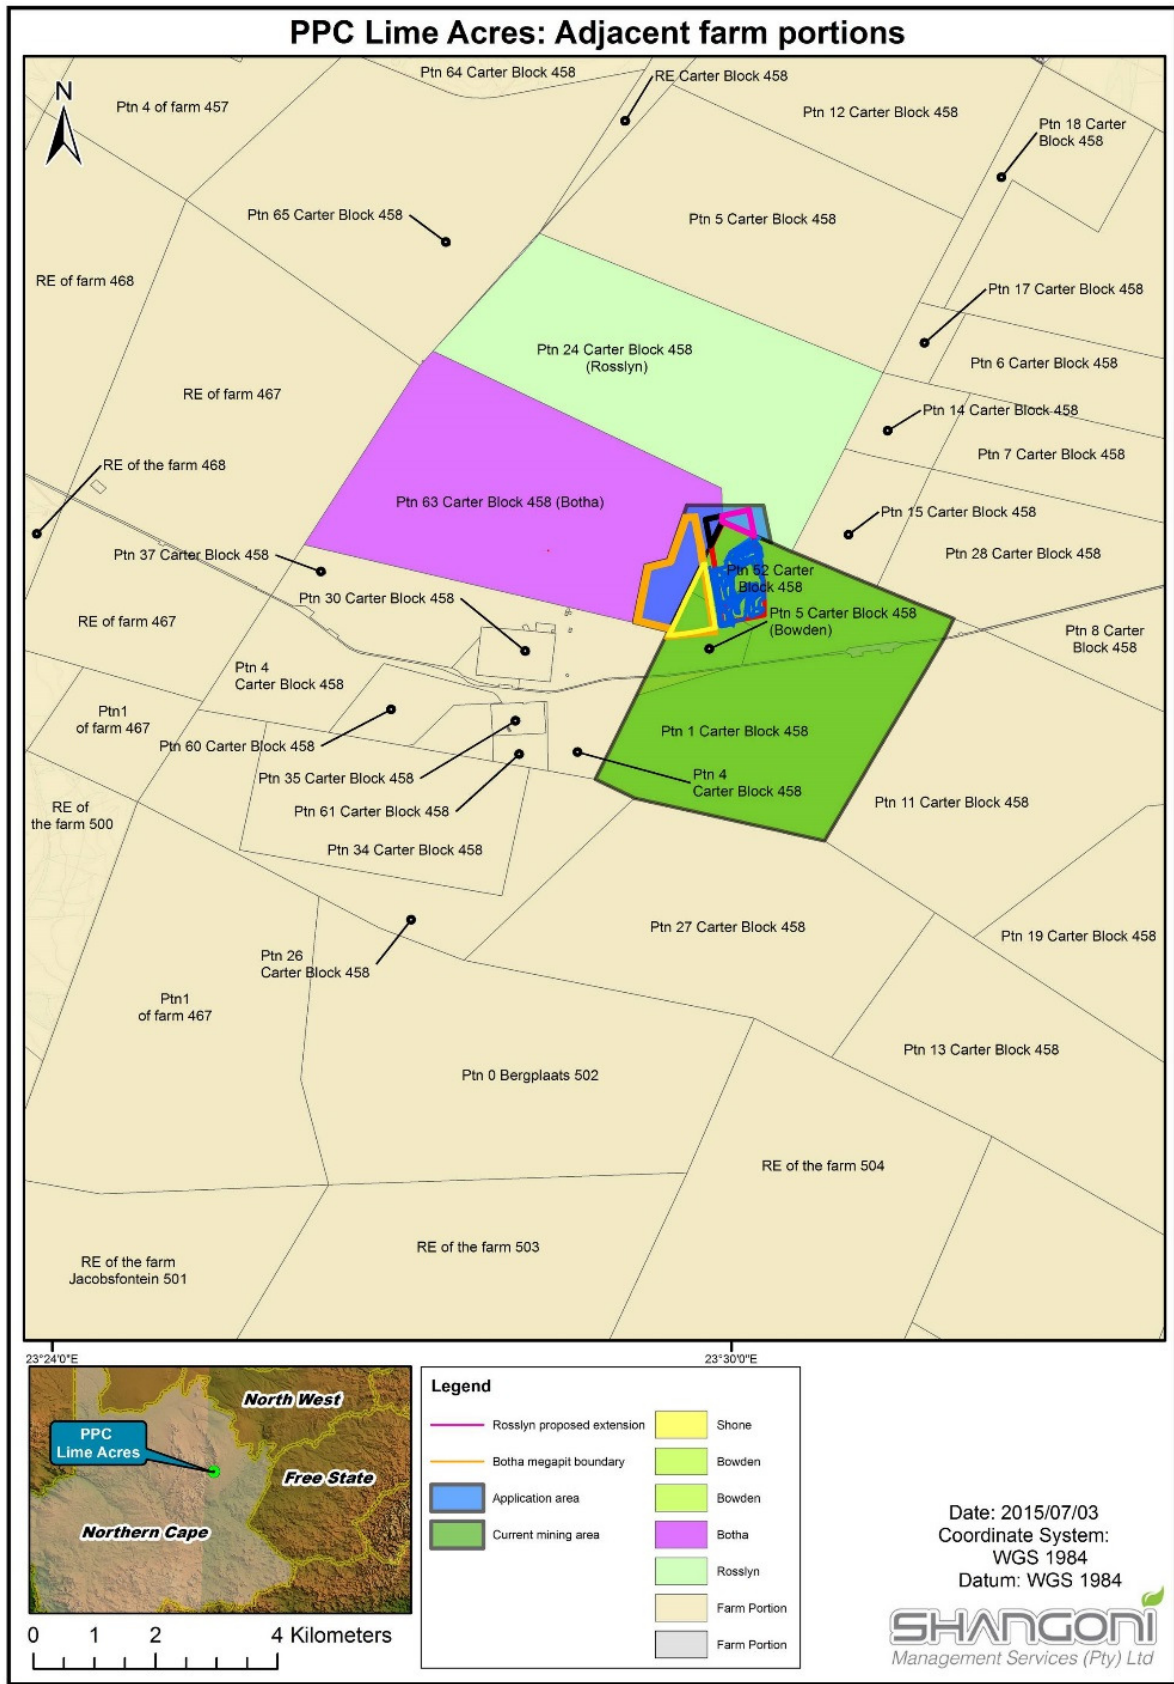 PPC Lime Acres: Adjacent farm portions
N
Ptn 64 Carter Block 458
RE Carter Block 458
Ptn 4 of farm 457
Ptn 12 Carter Block 458
Ptn 18 Carter
Block 458
Ptn 65 Carter Block 458
Ptn 5 Carter Block 458
RE of farm 468
Ptn 17 Carter Block 458
Ptn 24 Carter Block 458
(Rosslyn)
Ptn 6 Carter Block 458
RE of farm 467
Ptn 14 Carter Block 458
Ptn 7 Carter Block 458
RE of the farm 468
Ptn 63 Carter Block 458 (Botha)
Ptn 15 Carter Block 458
Ptn 37 Carter Block 458
Ptn 28 Carter Block 458
Ptn 52 Carter
Block 458
Ptn 30 Carter Block 458
Ptn 5 Carter Block 458
(Bowden)
RE of farm 467
Ptn 8 Carter
Block 458
Ptn 4
Carter Block 458
Ptn1
of farm 467
Ptn 1 Carter Block 458
Ptn 60 Carter Block 458
Ptn 35 Carter Block 458
Ptn 4
Carter Block 458
RE of
the farm 500
Ptn 61 Carter Block 458
Ptn 11 Carter Block 458
Ptn 34 Carter Block 458
Ptn 27 Carter Block 458
Ptn 19 Carter Block 458
Ptn 26
Carter Block 458
Ptn1
of farm 467
Ptn 13 Carter Block 458
Ptn 0 Bergplaats 502
RE of the farm 504
RE of the farm 503
RE of the farm
Jacobsfontein 501
23°24'0"E
23°30'0"E
North West
PPC
Lime Acres
Free State
Northern Cape
0 1 2 4 Kilometers
Legend
Rosslyn proposed extension
Botha megapit boundary
Application area
Current mining area
Shone
Bowden
Bowden
Botha
Rosslyn
Farm Portion
Farm Portion
Date: 2015/07/03
Coordinate System:
WGS 1984
Datum: WGS 1984
SHANGONI
Management Services (Pty) Ltd